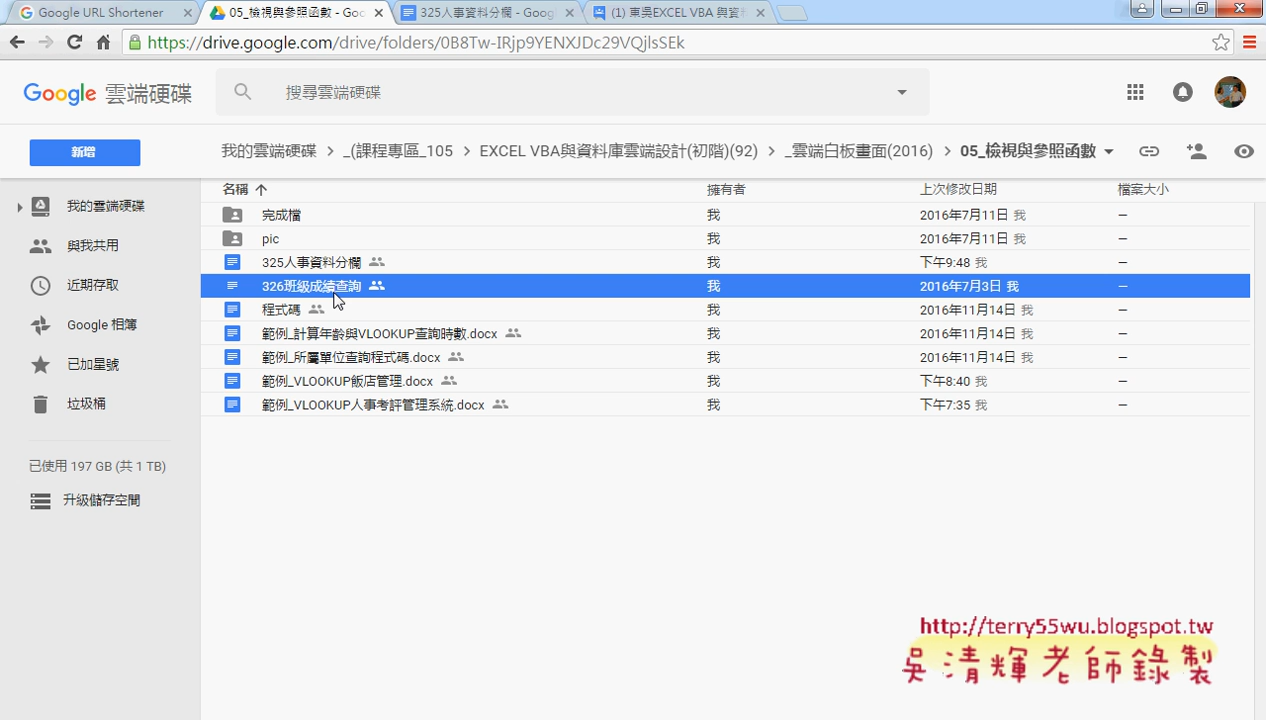 Google URL Shortener
05_檢視與參照函數 - Goo
325人事資料分欄 - Goog
(1) 東吳EXCEL VBA 與資料
https://drive.google.com/drive/folders/0B8Tw-IRjp9YENXJDc29VQjlsSEk
Google 雲端硬碟
搜尋雲端硬碟
新增
我的雲端硬碟 > _(課程專區_105 > EXCEL VBA與資料庫雲端設計(初階)(92) > _雲端白板畫面(2016) > 05_檢視與參照函數
名稱 擁有者 上次修改日期 檔案大小
我的雲端硬碟
與我共用
近期存取
Google 相簿
已加星號
垃圾桶
已使用 197 GB (共 1 TB)
升級儲存空間
完成檔 我 2016年7月11日 我 –
pic 我 2016年7月11日 我 –
325人事資料分欄 我 下午9:48 我 –
326班級成績查詢 我 2016年7月3日 我 –
程式碼 我 2016年11月14日 我 –
範例_計算年齡與VLOOKUP查詢時數.docx 我 2016年11月14日 我 –
範例_所屬單位查詢程式碼.docx 我 2016年11月14日 我 –
範例_VLOOKUP飯店管理.docx 我 下午8:40 我 –
範例_VLOOKUP人事考評管理系統.docx 我 下午7:35 我 –
http://terry55wu.blogspot.tw
吳清輝老師錄製